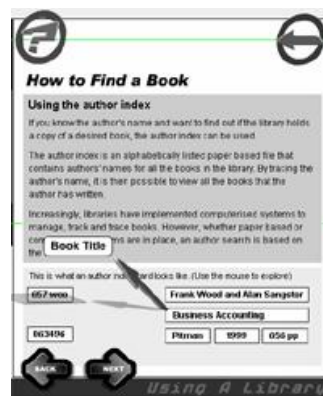 How to Find a Book
Using the author index
If you know the author's name and want to find out if the library holds
a copy of a desired book, the author index can be used.
The author index is an alphabetically listed paper based file that
contains authors' names for all the books in the library. By tracing the
author's name, it is then possible to view all the books that the
author has written.
Increasingly, libraries have implemented computerised systems to
manage, track and trace books. However, whether paper based or
are in place, an author search is based on
the
Book Title
This is what an author looks like. (Use the mouse to explore)
657 woo
Frank Wood and Alan Sangster
Business Accounting
063496
Pitman
1999
056 pp
BACK
NEXT
Using A Library